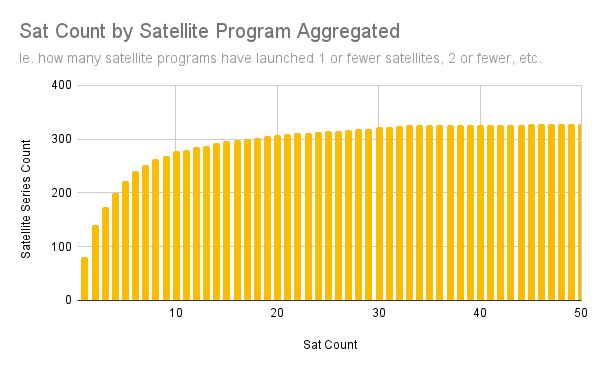 Sat Count by Satellite Program Aggregated
Ie. how many satellite programs have launched 1 or fewer satellites, 2 or fewer, etc.
400
300
200
100
0
Satellite Series Count
10
20
30
40
50
Sat Count